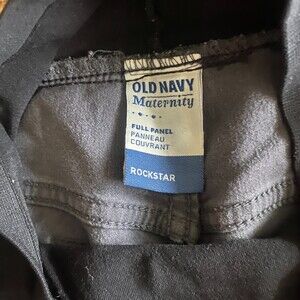 OLD NAVY
Maternity
FULL PANEL
PANNEAU
COUVRANT
ROCKSTAR